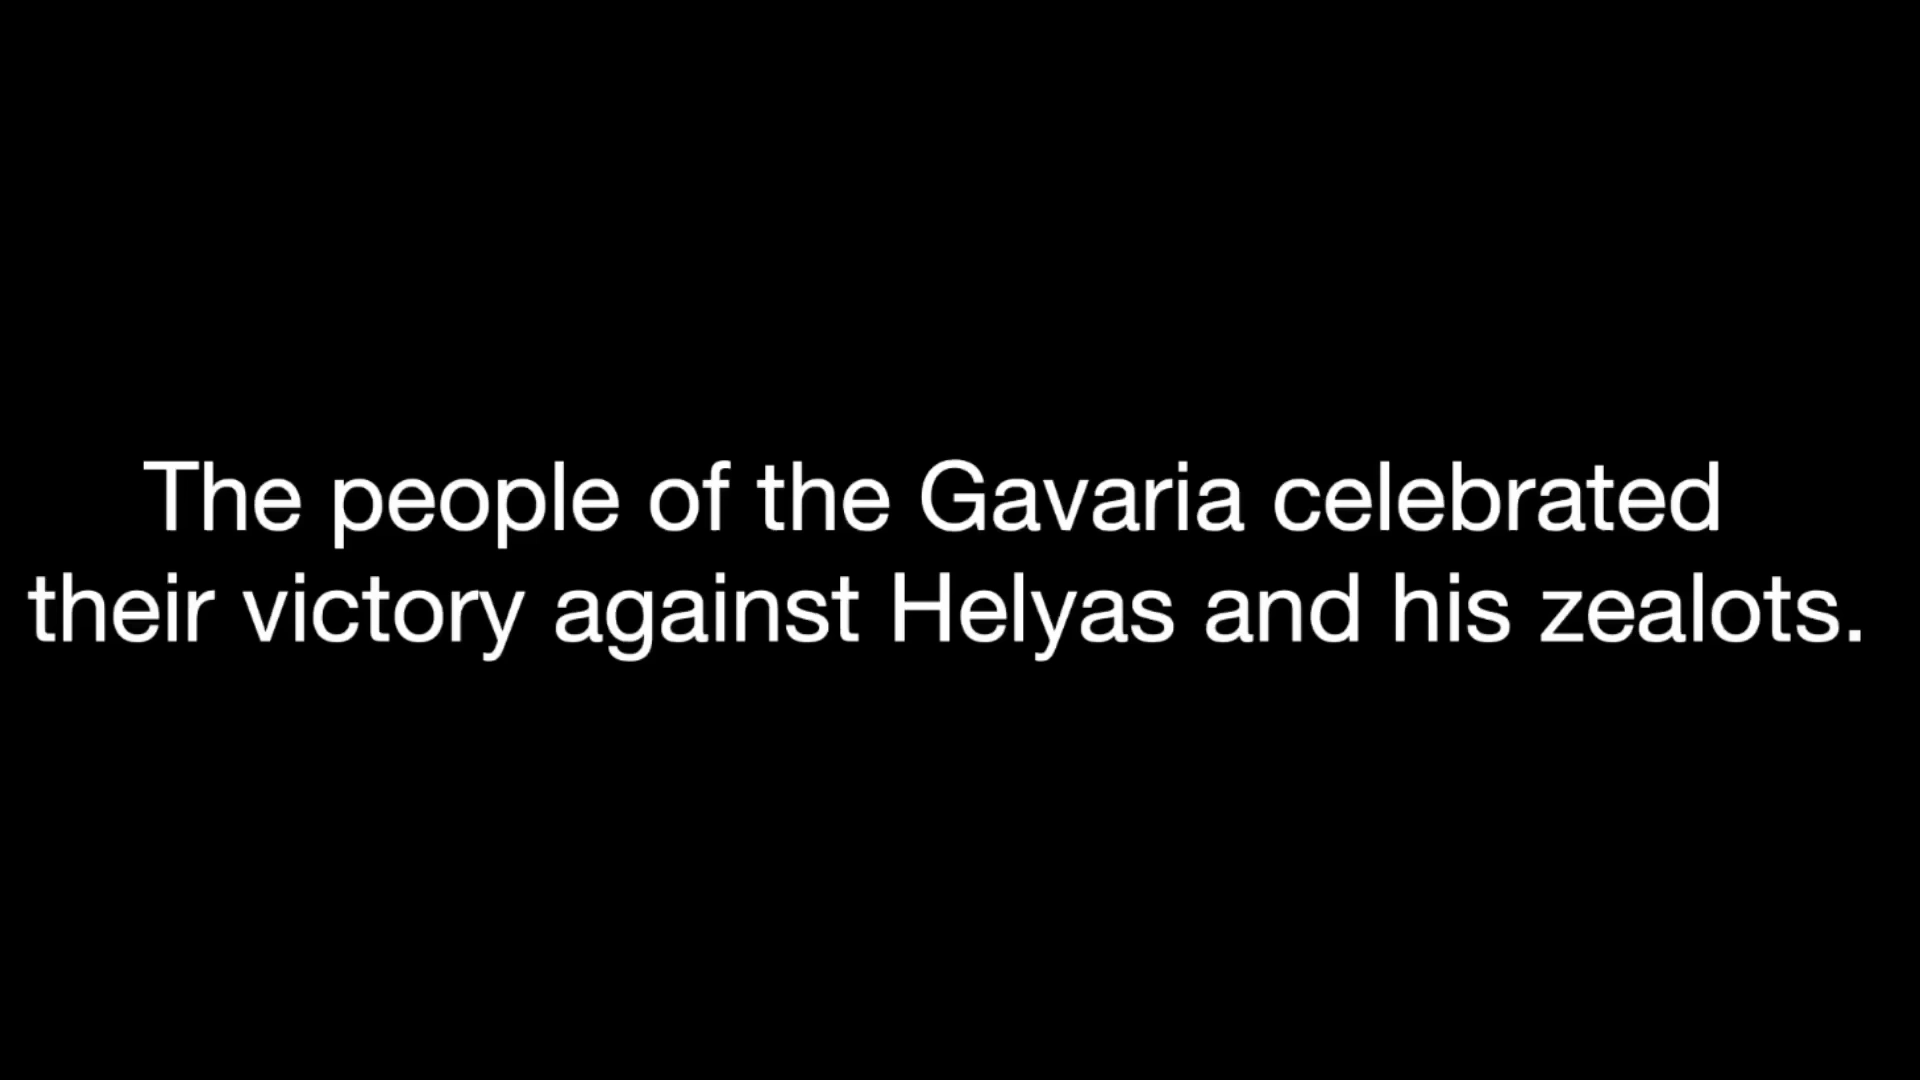 The people of the Gavaria celebrated
their victory against Helyas and his zealots.